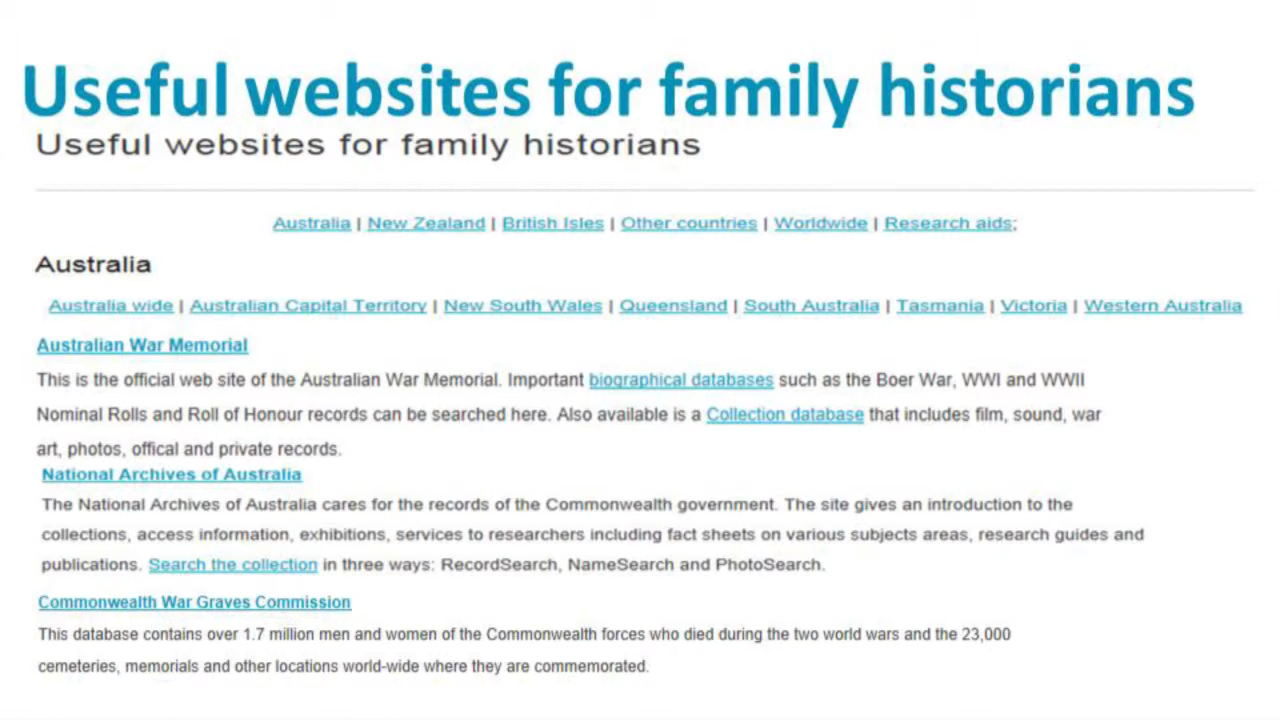 Useful websites for family historians
Useful websites for family historians
Australia | New Zealand | British Isles | Other countries | Worldwide | Research aids;
Australia
Australia wide | Australian Capital Territory | New South Wales | Queensland | South Australia | Tasmania | Victoria | Western Australia
Australian War Memorial
This is the official web site of the Australian War Memorial. Important biographical databases such as the Boer War, WWI and WWII
Nominal Rolls and Roll of Honour records can be searched here. Also available is a Collection database that includes film, sound, war
art, photos, offical and private records.
National Archives of Australia
The National Archives of Australia cares for the records of the Commonwealth government. The site gives an introduction to the
collections, access information, exhibitions, services to researchers including fact sheets on various subjects areas, research guides and
publications. Search the collection in three ways: RecordSearch, NameSearch and PhotoSearch.
Commonwealth War Graves Commission
This database contains over 1.7 million men and women of the Commonwealth forces who died during the two world wars and the 23,000
cemeteries, memorials and other locations world-wide where they are commemorated.